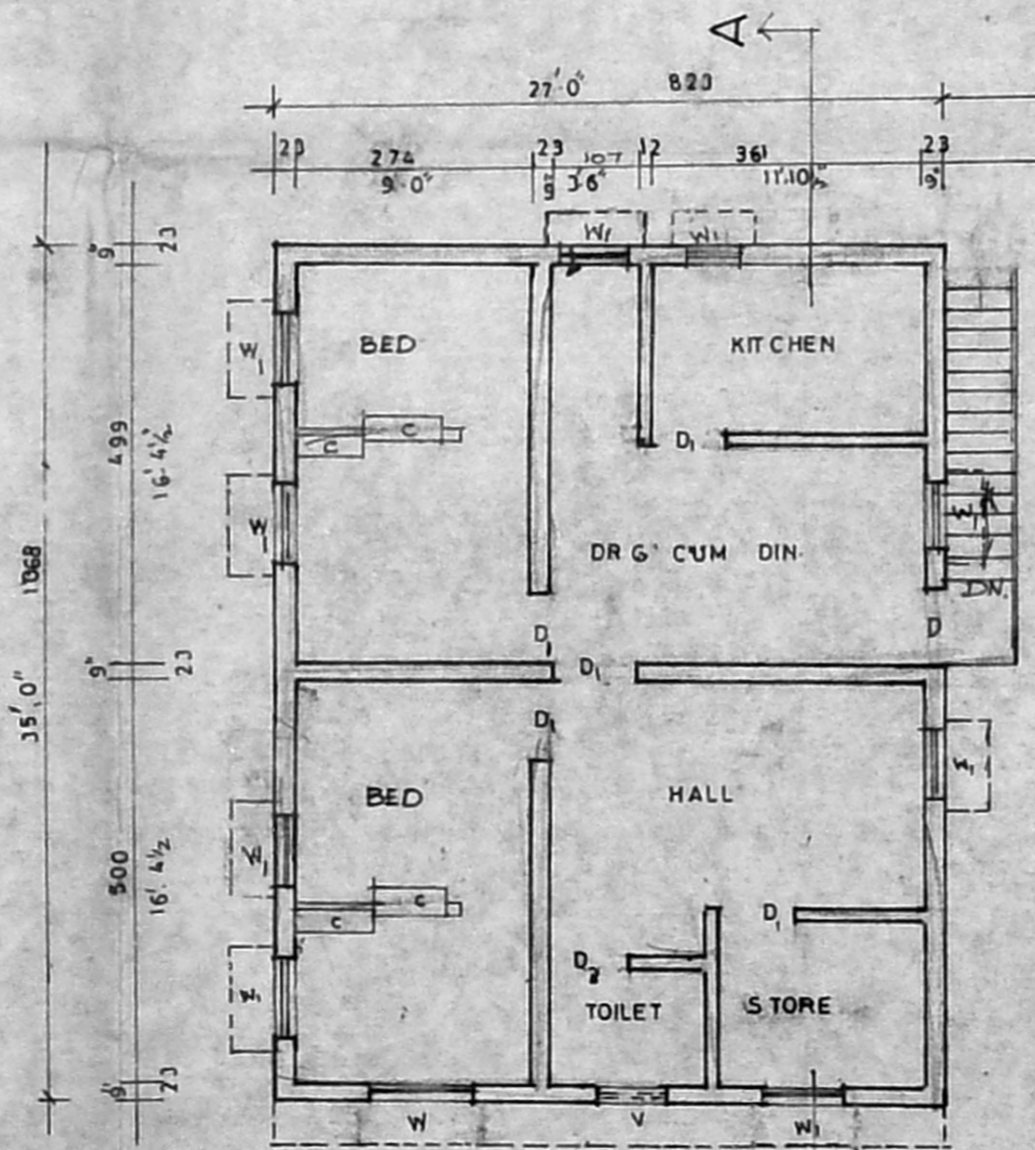 A
27'-0" 820
23 274 23 107 12 361 23
9'-0" 9" 3'6" 11'-10½" 9"
9" 23
W1 W1
W1 BED KITCHEN
C C
D1
499
16'-4½"
W1 W1
DRG CUM DIN.
DN.
1068
35'.0"
9" 23
D1 D
D1
D1
W1
BED HALL
W1
500
16'.4½
C C
D1
D2
W1
TOILET STORE
9" 23
W V W1